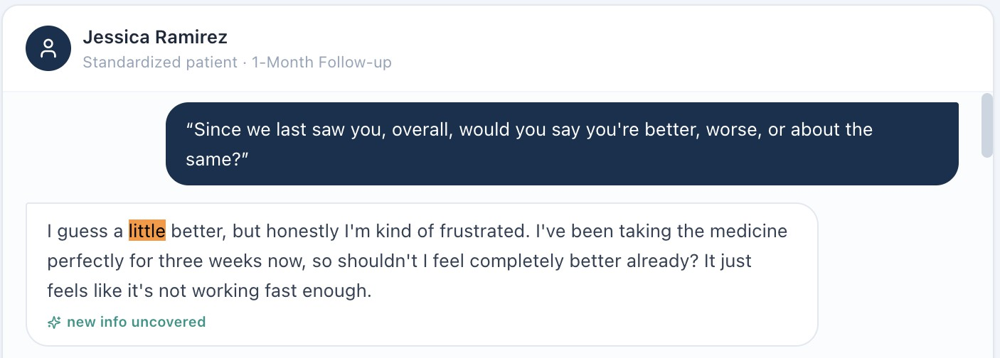 Jessica Ramirez
Standardized patient · 1-Month Follow-up
“Since we last saw you, overall, would you say you're better, worse, or about the
same?”
I guess a little better, but honestly I'm kind of frustrated. I've been taking the medicine
perfectly for three weeks now, so shouldn't I feel completely better already? It just
feels like it's not working fast enough.
new info uncovered